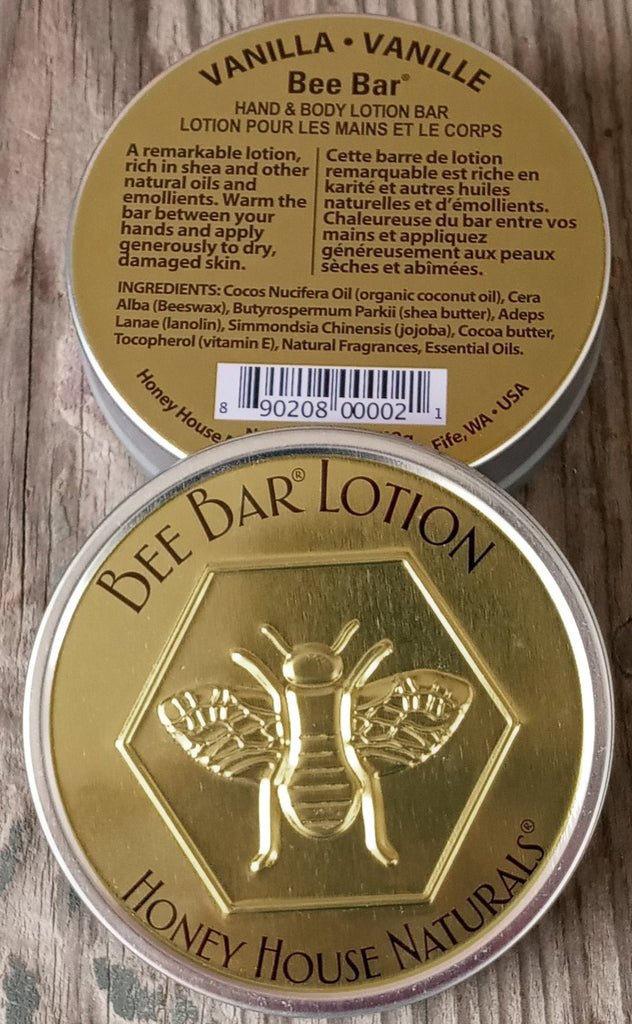 VANILLA • VANILLE
Bee Bar®
HAND & BODY LOTION BAR
LOTION POUR LES MAINS ET LE CORPS
A remarkable lotion,
rich in shea and other
natural oils and
emollients. Warm the
bar between your
hands and apply
generously to dry,
damaged skin.
Cette barre de lotion
remarquable est riche en
karité et autres huiles
naturelles et d'émollients.
Chaleureuse du bar entre vos
mains et appliquez
généreusement aux peaux
sèches et abîmées.
INGREDIENTS: Cocos Nucifera Oil (organic coconut oil), Cera
Alba (Beeswax), Butyrospermum Parkii (shea butter), Adeps
Lanae (lanolin), Simmondsia Chinensis (jojoba), Cocoa butter,
Tocopherol (vitamin E), Natural Fragrances, Essential Oils.
8 90208 00002 1
Honey House
Fife, WA • USA
BEE BAR® LOTION
HONEY HOUSE NATURALS®